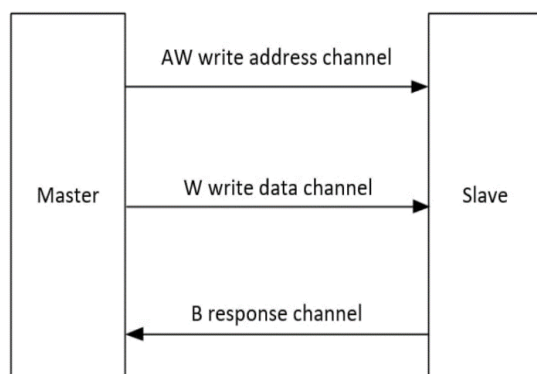 AW write address channel
Master
W write data channel
Slave
B response channel